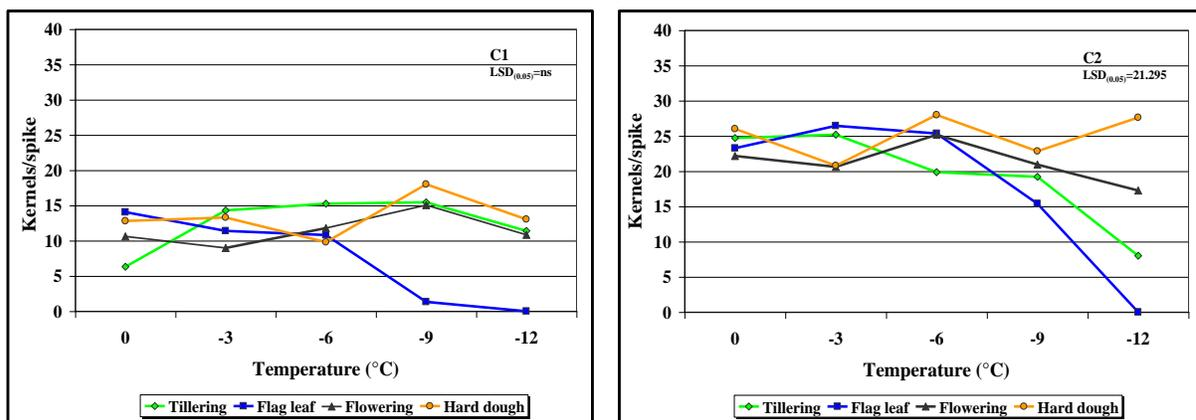 C1
LSD(0.05)=ns
Kernels/spike
40
35
30
25
20
15
10
5
0
0 -3 -6 -9 -12
Temperature (°C)
Tillering Flag leaf Flowering Hard dough
C2
LSD(0.05)=21.295
Kernels/spike
40
35
30
25
20
15
10
5
0
0 -3 -6 -9 -12
Temperature (°C)
Tillering Flag leaf Flowering Hard dough